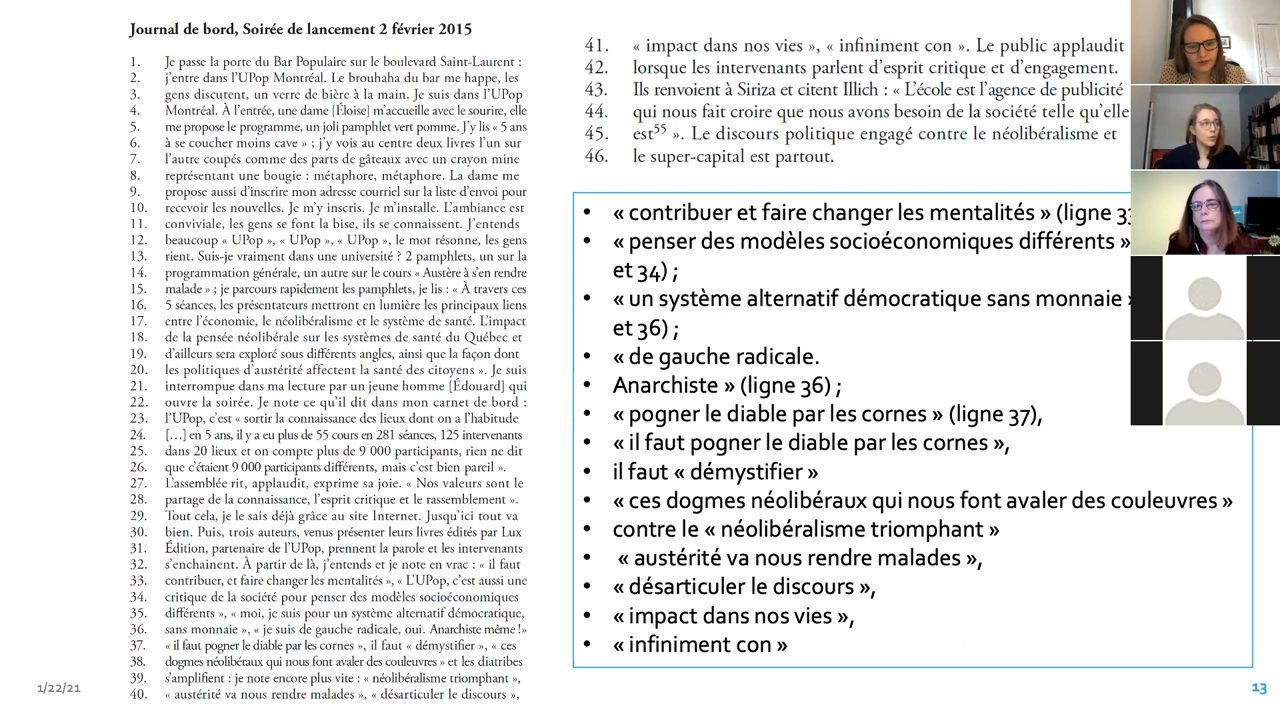 Journal de bord, Soirée de lancement 2 février 2015
1. Je passe la porte du Bar Populaire sur le boulevard Saint-Laurent :
2. j'entre dans l'UPop Montréal. Le brouhaha du bar me happe, les
3. gens discutent, un verre de bière à la main. Je suis dans l'UPop
4. Montréal. À l'entrée, une dame [Éloise] m'accueille avec le sourire, elle
5. me propose le programme, un joli pamphlet vert pomme. J'y lis « 5 ans
6. à se coucher moins cave » ; j'y vois au centre deux livres l'un sur
7. l'autre coupés comme des parts de gâteaux avec un crayon mine
8. représentant une bougie : métaphore, métaphore. La dame me
9. propose aussi d'inscrire mon adresse courriel sur la liste d'envoi pour
10. recevoir les nouvelles. Je m'y inscris. Je m'installe. L'ambiance est
11. conviviale, les gens se font la bise, ils se connaissent. J'entends
12. beaucoup « UPop », « UPop », « UPop », le mot résonne, les gens
13. rient. Suis-je vraiment dans une université ? 2 pamphlets, un sur la
14. programmation générale, un autre sur le cours « Austère à s'en rendre
15. malade » ; je parcours rapidement les pamphlets, je lis : « À travers ces
16. 5 séances, les présentateurs mettront en lumière les principaux liens
17. entre l'économie, le néolibéralisme et le système de santé. L'impact
18. de la pensée néolibérale sur les systèmes de santé du Québec et
19. d'ailleurs sera exploré sous différents angles, ainsi que la façon dont
20. les politiques d'austérité affectent la santé des citoyens ». Je suis
21. interrompue dans ma lecture par un jeune homme [Édouard] qui
22. ouvre la soirée. Je note ce qu'il dit dans mon carnet de bord :
23. l'UPop, c'est « sortir la connaissance des lieux dont on a l'habitude
24. […] en 5 ans, il y a eu plus de 55 cours en 281 séances, 125 intervenants
25. dans 20 lieux et on compte plus de 9 000 participants, rien ne dit
26. que c'étaient 9 000 participants différents, mais c'est bien pareil ».
27. L'assemblée rit, applaudit, exprime sa joie. « Nos valeurs sont le
28. partage de la connaissance, l'esprit critique et le rassemblement ».
29. Tout cela, je le sais déjà grâce au site Internet. Jusqu'ici tout va
30. bien. Puis, trois auteurs, venus présenter leurs livres édités par Lux
31. Édition, partenaire de l'UPop, prennent la parole et les intervenants
32. s'enchainent. À partir de là, j'entends et je note en vrac : « il faut
33. contribuer, et faire changer les mentalités », « L'UPop, c'est aussi une
34. critique de la société pour penser des modèles socioéconomiques
35. différents », « moi, je suis pour un système alternatif démocratique,
36. sans monnaie », « je suis de gauche radicale, oui. Anarchiste même !»
37. « il faut pogner le diable par les cornes », il faut « démystifier », « ces
38. dogmes néolibéraux qui nous font avaler des couleuvres » et les diatribes
39. s'amplifient : je note encore plus vite : « néolibéralisme triomphant »,
40. « austérité va nous rendre malades », « désarticuler le discours »,
41. « impact dans nos vies », « infiniment con ». Le public applaudit
42. lorsque les intervenants parlent d'esprit critique et d'engagement.
43. Ils renvoient à Siriza et citent Illich : « L'école est l'agence de publicité
44. qui nous fait croire que nous avons besoin de la société telle qu'elle
45. est55 ». Le discours politique engagé contre le néolibéralisme et
46. le super-capital est partout.
• « contribuer et faire changer les mentalités » (ligne 33
• « penser des modèles socioéconomiques différents »
et 34) ;
• « un système alternatif démocratique sans monnaie »
et 36) ;
• « de gauche radicale.
• Anarchiste » (ligne 36) ;
• « pogner le diable par les cornes » (ligne 37),
• « il faut pogner le diable par les cornes »,
• il faut « démystifier »
• « ces dogmes néolibéraux qui nous font avaler des couleuvres »
• contre le « néolibéralisme triomphant »
• « austérité va nous rendre malades »,
• « désarticuler le discours »,
• « impact dans nos vies »,
• « infiniment con »
1/22/21
13